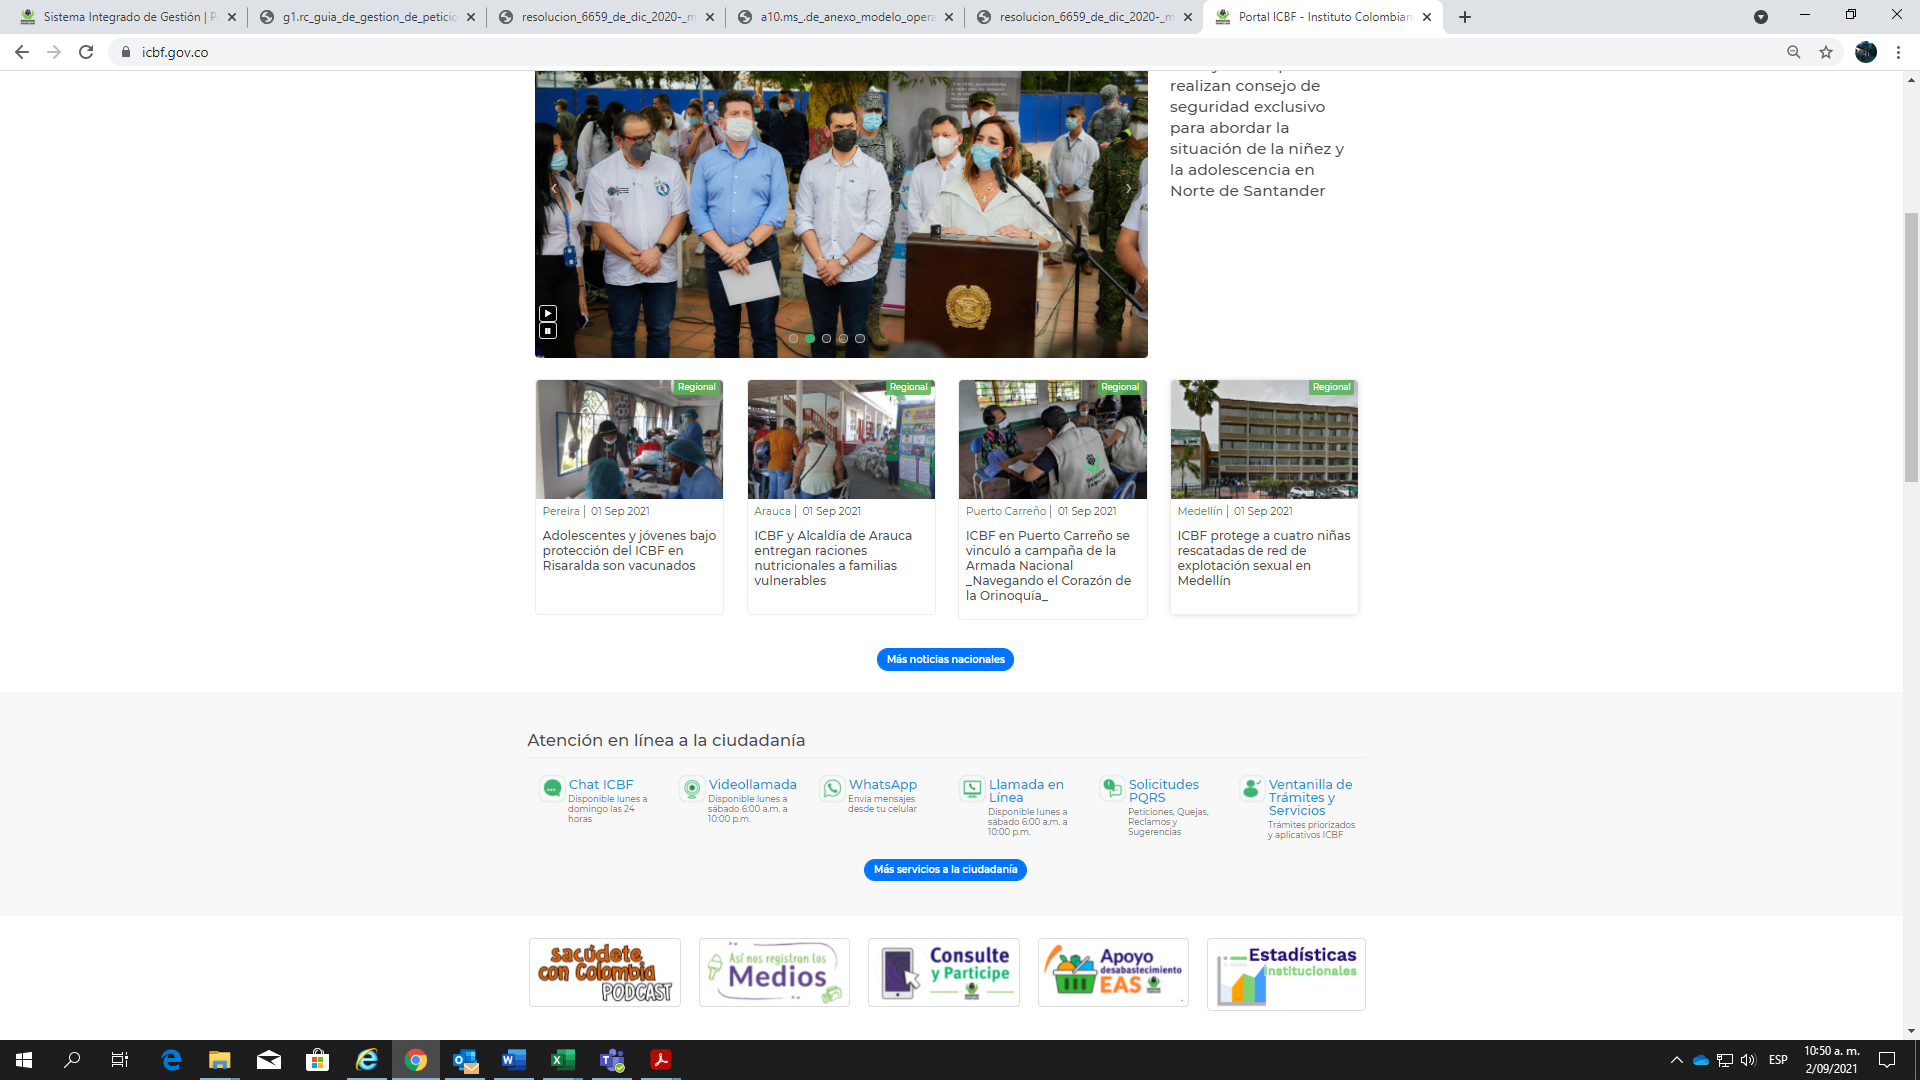 Sistema Integrado de Gestión | P
g1.rc_guia_de_gestion_de_peticio
resolucion_6659_de_dic_2020-_m
a10.ms_.de_anexo_modelo_opera
resolucion_6659_de_dic_2020-_m
Portal ICBF - Instituto Colombian
icbf.gov.co
realizan consejo de
seguridad exclusivo
para abordar la
situación de la niñez y
la adolescencia en
Norte de Santander
Regional
Pereira | 01 Sep 2021
Adolescentes y jóvenes bajo
protección del ICBF en
Risaralda son vacunados
Regional
Arauca | 01 Sep 2021
ICBF y Alcaldía de Arauca
entregan raciones
nutricionales a familias
vulnerables
Regional
Puerto Carreño | 01 Sep 2021
ICBF en Puerto Carreño se
vinculó a campaña de la
Armada Nacional
_Navegando el Corazón de
la Orinoquía_
Regional
Medellín | 01 Sep 2021
ICBF protege a cuatro niñas
rescatadas de red de
explotación sexual en
Medellín
Más noticias nacionales
Atención en línea a la ciudadanía
Chat ICBF
Disponible lunes a
domingo las 24
horas
Videollamada
Disponible lunes a
sábado 6:00 a.m. a
10:00 p.m.
WhatsApp
Envía mensajes
desde tu celular
Llamada en
Línea
Disponible lunes a
sábado 6:00 a.m. a
10:00 p.m.
Solicitudes
PQRS
Peticiones, Quejas,
Reclamos y
Sugerencias
Ventanilla de
Trámites y
Servicios
Trámites priorizados
y aplicativos ICBF
Más servicios a la ciudadanía
sacúdete
con Colombia
PODCAST
Así nos registran los
Medios
Consulte
y Participe
Apoyo
desabastecimiento
EAS
Estadísticas
Institucionales
ESP
10:50 a. m.
2/09/2021